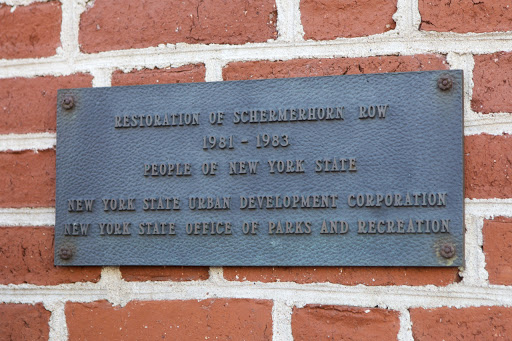 RESTORATION OF SCHERMERHORN ROW
1981 - 1983
PEOPLE OF NEW YORK STATE
NEW YORK STATE URBAN DEVELOPMENT CORPORATION
NEW YORK STATE OFFICE OF PARKS AND RECREATION